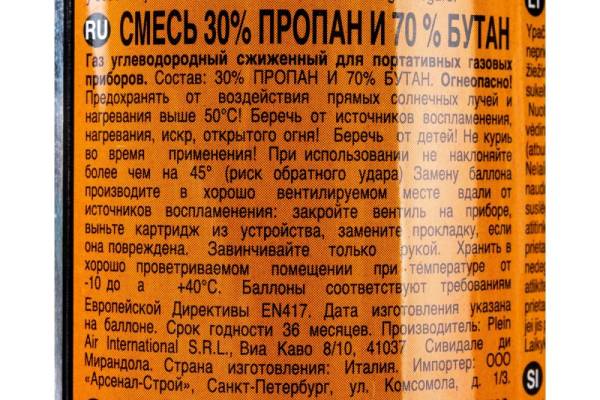 RU СМЕСЬ 30% ПРОПАН И 70 % БУТАН
Газ углеводородный сжиженный для портативных газовых
приборов. Состав: 30% ПРОПАН И 70% БУТАН. Огнеопасно!
Предохранять от воздействия прямых солнечных лучей и
нагревания выше 50°С! Беречь от источников воспламенения,
нагревания, искр, открытого огня! Беречь от детей! Не курить
во время применения! При использовании не наклоняйте
более чем на 45° (риск обратного удара) Замену баллона
производите в хорошо вентилируемом месте вдали от
источников воспламенения: закройте вентиль на приборе,
выньте картридж из устройства, замените прокладку, если
она повреждена. Завинчивайте только рукой. Хранить в
хорошо проветриваемом помещении при температуре от
-10 до а +40°С. Баллоны соответствуют требованиям
Европейской Директивы EN417. Дата изготовления указана
на баллоне. Срок годности 36 месяцев. Производитель: Plein
Air International S.R.L., Виа Каво 8/10, 41037 Сивидале ди
Мирандола. Страна изготовления: Италия. Импортер: ООО
«Арсенал-Строй», Санкт-Петербург, ул. Комсомола, д. 1/3.
LT
SI